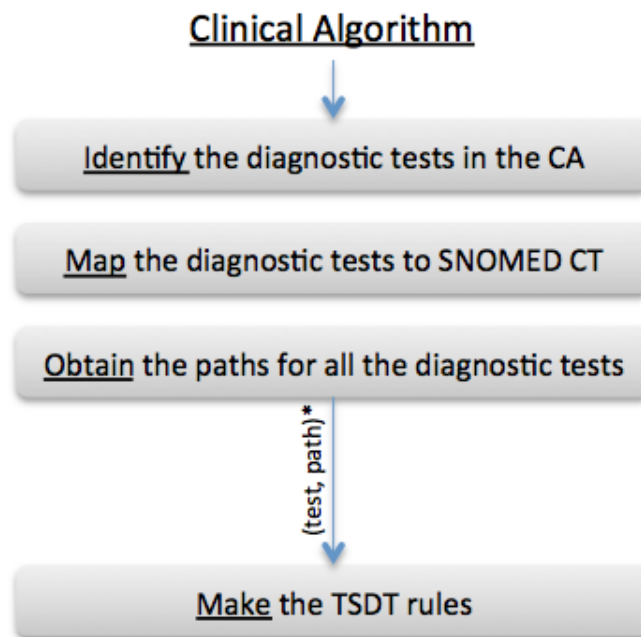 Clinical Algorithm
Identify the diagnostic tests in the CA
Map the diagnostic tests to SNOMED CT
Obtain the paths for all the diagnostic tests
(test, path)*
Make the TSDT rules